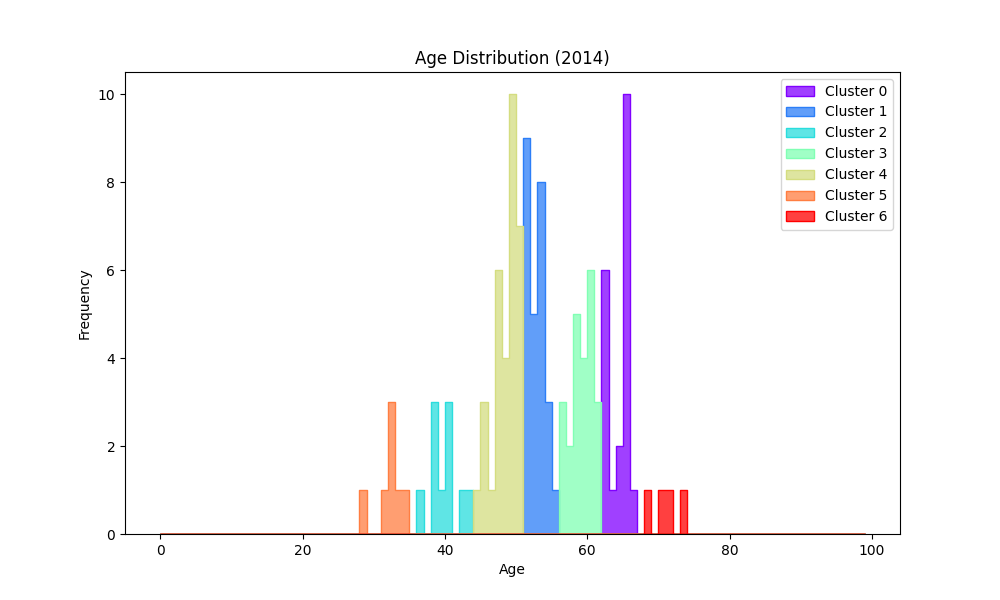 Age Distribution (2014)
Cluster 0
Cluster 1
Cluster 2
Cluster 3
Cluster 4
Cluster 5
Cluster 6
Frequency
10
8
6
4
2
0
0 20 40 60 80 100
Age